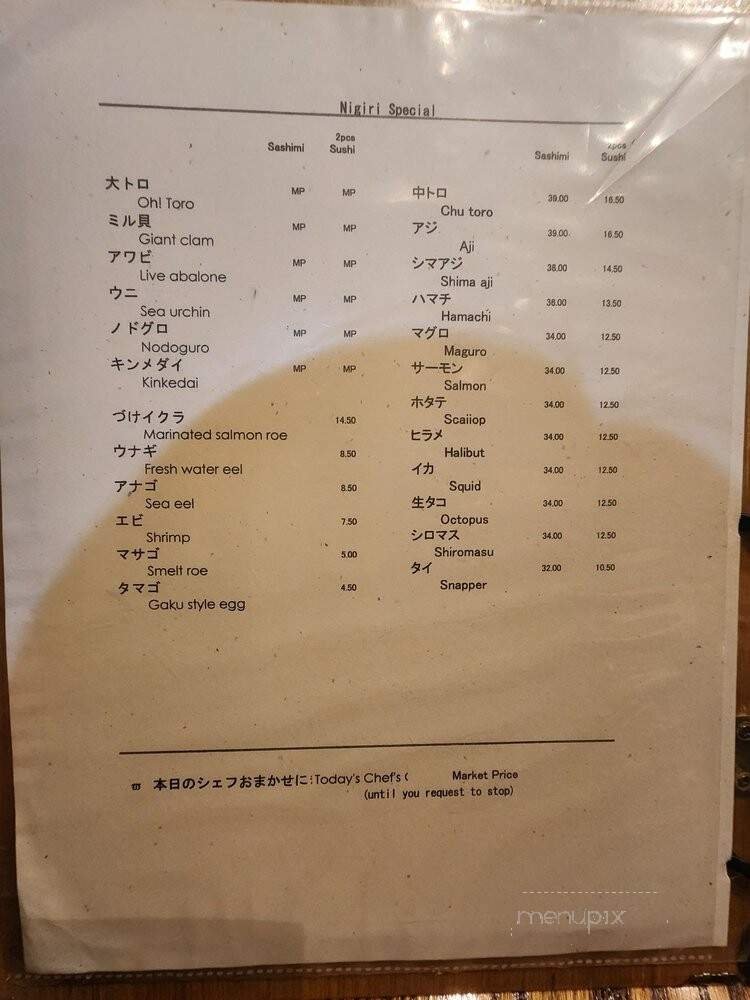 Nigiri Special
Sashimi 2pcs Sushi
大トロ MP MP
Oh! Toro
ミル貝 MP MP
Giant clam
アワビ MP MP
Live abalone
ウニ MP MP
Sea urchin
ノドグロ MP MP
Nodoguro
キンメダイ MP MP
Kinkedai
づけイクラ 14.50
Marinated salmon roe
ウナギ 8.50
Fresh water eel
アナゴ 8.50
Sea eel
エビ 7.50
Shrimp
マサゴ 5.00
Smelt roe
タマゴ 4.50
Gaku style egg
Sashimi 2pcs Sushi
中トロ 39.00 16.50
Chu toro
アジ 39.00 16.50
Aji
シマアジ 36.00 14.50
Shima aji
ハマチ 36.00 13.50
Hamachi
マグロ 34.00 12.50
Maguro
サーモン 34.00 12.50
Salmon
ホタテ 34.00 12.50
Scaiiop
ヒラメ 34.00 12.50
Halibut
イカ 34.00 12.50
Squid
生タコ 34.00 12.50
Octopus
シロマス 34.00 12.50
Shiromasu
タイ 32.00 10.50
Snapper
本日のシェフおまかせに:Today's Chef's ( Market Price
(until you request to stop)
menupix